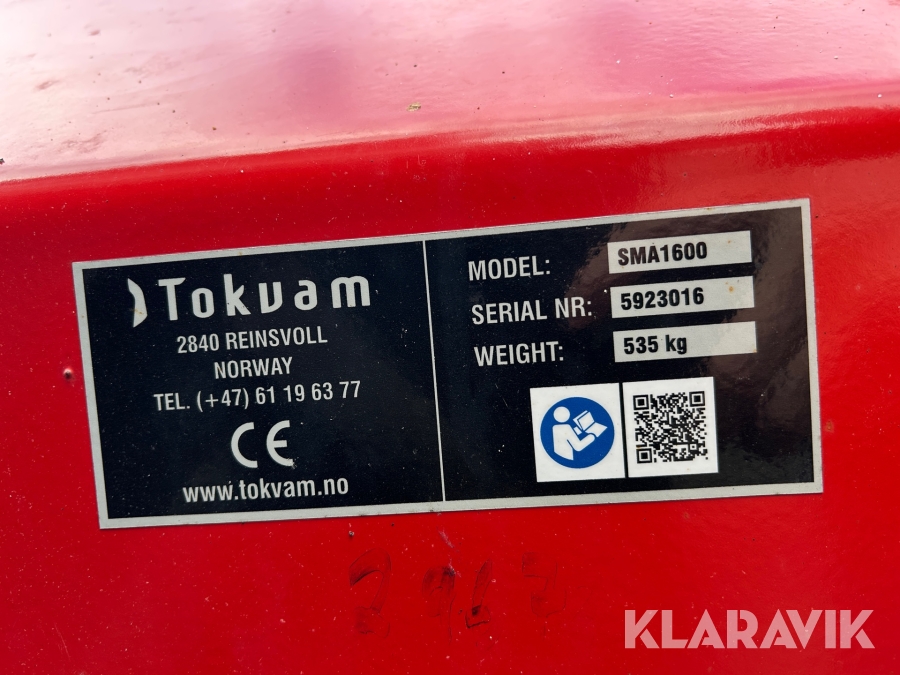 Tokvam
2840 REINSVOLL
NORWAY
TEL. (+47) 61 19 63 77
CE
www.tokvam.no
MODEL: SMA1600
SERIAL NR: 5923016
WEIGHT: 535 kg
KLARAVIK